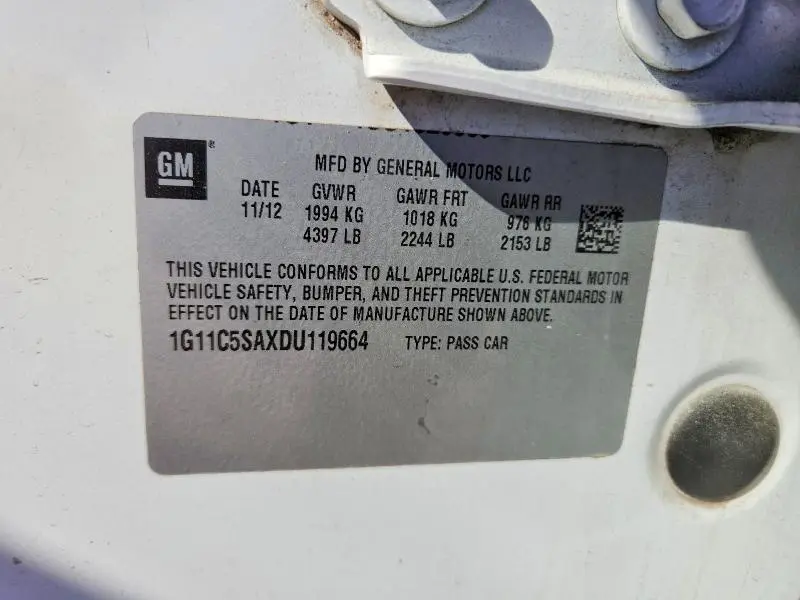 GM
MFD BY GENERAL MOTORS LLC
DATE GVWR GAWR FRT GAWR RR
11/12 1994 KG 1018 KG 976 KG
4397 LB 2244 LB 2153 LB
THIS VEHICLE CONFORMS TO ALL APPLICABLE U.S. FEDERAL MOTOR
VEHICLE SAFETY, BUMPER, AND THEFT PREVENTION STANDARDS IN
EFFECT ON THE DATE OF MANUFACTURE SHOWN ABOVE.
1G11C5SAXDU119664 TYPE: PASS CAR